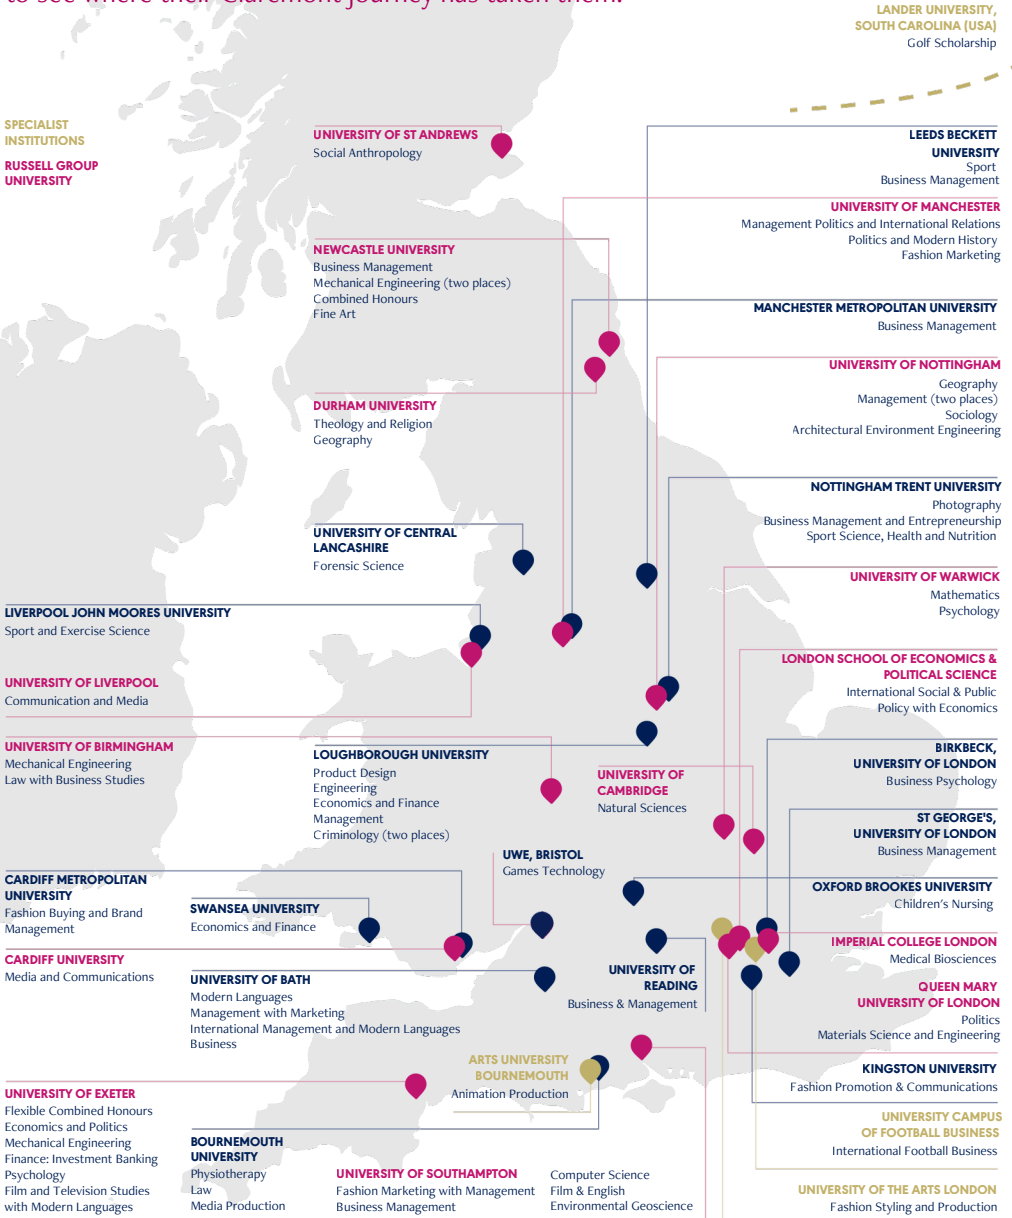 to see where their Claremont journey has taken them.
LANDER UNIVERSITY,
SOUTH CAROLINA (USA)
Golf Scholarship
SPECIALIST
INSTITUTIONS
RUSSELL GROUP
UNIVERSITY
UNIVERSITY OF ST ANDREWS
Social Anthropology
LEEDS BECKETT
UNIVERSITY
Sport
Business Management
UNIVERSITY OF MANCHESTER
Management Politics and International Relations
Politics and Modern History
Fashion Marketing
NEWCASTLE UNIVERSITY
Business Management
Mechanical Engineering (two places)
Combined Honours
Fine Art
MANCHESTER METROPOLITAN UNIVERSITY
Business Management
UNIVERSITY OF NOTTINGHAM
Geography
Management (two places)
Sociology
Architectural Environment Engineering
DURHAM UNIVERSITY
Theology and Religion
Geography
NOTTINGHAM TRENT UNIVERSITY
Photography
Business Management and Entrepreneurship
Sport Science, Health and Nutrition
UNIVERSITY OF CENTRAL
LANCASHIRE
Forensic Science
UNIVERSITY OF WARWICK
Mathematics
Psychology
LIVERPOOL JOHN MOORES UNIVERSITY
Sport and Exercise Science
LONDON SCHOOL OF ECONOMICS &
POLITICAL SCIENCE
International Social & Public
Policy with Economics
UNIVERSITY OF LIVERPOOL
Communication and Media
UNIVERSITY OF BIRMINGHAM
Mechanical Engineering
Law with Business Studies
LOUGHBOROUGH UNIVERSITY
Product Design
Engineering
Economics and Finance
Management
Criminology (two places)
UNIVERSITY OF
CAMBRIDGE
Natural Sciences
BIRKBECK,
UNIVERSITY OF LONDON
Business Psychology
ST GEORGE'S,
UNIVERSITY OF LONDON
Business Management
UWE, BRISTOL
Games Technology
CARDIFF METROPOLITAN
UNIVERSITY
Fashion Buying and Brand
Management
SWANSEA UNIVERSITY
Economics and Finance
OXFORD BROOKES UNIVERSITY
Children's Nursing
IMPERIAL COLLEGE LONDON
Medical Biosciences
CARDIFF UNIVERSITY
Media and Communications
UNIVERSITY OF BATH
Modern Languages
Management with Marketing
International Management and Modern Languages
Business
UNIVERSITY OF
READING
Business & Management
QUEEN MARY
UNIVERSITY OF LONDON
Politics
Materials Science and Engineering
ARTS UNIVERSITY
BOURNEMOUTH
Animation Production
KINGSTON UNIVERSITY
Fashion Promotion & Communications
UNIVERSITY OF EXETER
Flexible Combined Honours
Economics and Politics
Mechanical Engineering
Finance: Investment Banking
Psychology
Film and Television Studies
with Modern Languages
BOURNEMOUTH
UNIVERSITY
Physiotherapy
Law
Media Production
UNIVERSITY OF SOUTHAMPTON
Fashion Marketing with Management
Business Management
Computer Science
Film & English
Environmental Geoscience
UNIVERSITY CAMPUS
OF FOOTBALL BUSINESS
International Football Business
UNIVERSITY OF THE ARTS LONDON
Fashion Styling and Production